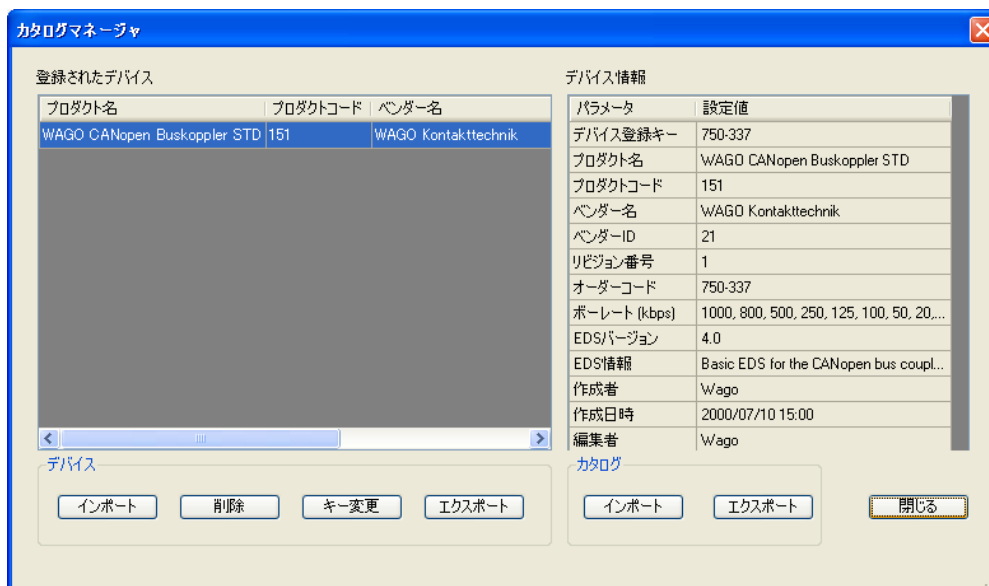 カタログマネージャ
登録されたデバイス
プロダクト名 プロダクトコード ベンダー名
WAGO CANopen Buskoppler STD 151 WAGO Kontakttechnik
デバイス情報
パラメータ 設定値
デバイス登録キー 750-337
プロダクト名 WAGO CANopen Buskoppler STD
プロダクトコード 151
ベンダー名 WAGO Kontakttechnik
ベンダーID 21
リビジョン番号 1
オーダーコード 750-337
ボーレート (kbps) 1000, 800, 500, 250, 125, 100, 50, 20,...
EDSバージョン 4.0
EDS情報 Basic EDS for the CANopen bus coupl...
作成者 Wago
作成日時 2000/07/10 15:00
編集者 Wago
デバイス
インポート 削除 キー変更 エクスポート
カタログ
インポート エクスポート
閉じる